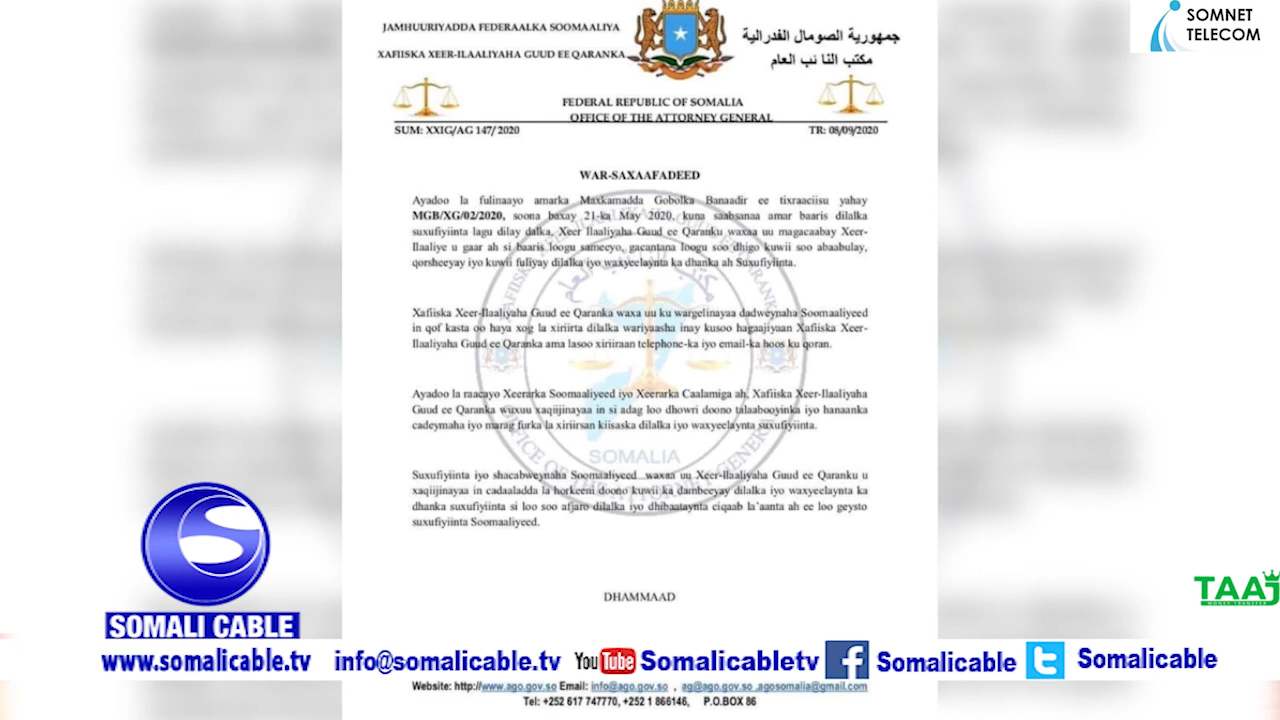 JAMHUURIYADDA FEDERAALKA SOOMAALIYA
XAFIISKA XEER-ILAALIYAHA GUUD EE QARANKA
جمهورية الصومال الفدرالية
مكتب النائب العام
SOMNET
TELECOM
FEDERAL REPUBLIC OF SOMALIA
OFFICE OF THE ATTORNEY GENERAL
SUM: XXIG/AG 147/2020
TR: 08/09/2020
WAR-SAXAAFADEED
Ayadoo la fulinaayo amarka Maxkamadda Gobolka Banaadir ee tixraaciisu yahay
MGB/XG/02/2020, soona baxay 21-ka May 2020, kuna saabsanaa amar baaris dilalka
suxufiyiinta lagu dilay dalka, Xeer Ilaaliyaha Guud ee Qaranku waxaa uu magacaabay Xeer-
Ilaaliye u gaar ah si baaris loogu sameeyo, gacantana loogu soo dhigo kuwii soo abaabulay,
qorsheeyay iyo kuwii fuliyay dilalka iyo waxyeelaynta ka dhanka ah Suxufiyiinta.
Xafiiska Xeer-Ilaaliyaha Guud ee Qaranka waxa uu ku wargelinayaa dadweynaha Soomaaliyeed
in qof kasta oo haya xog la xiriirta dilalka wariyaasha inay kusoo hagaajiyaan Xafiiska Xeer-
Ilaaliyaha Guud ee Qaranka ama lasoo xiriiraan telephone-ka iyo email-ka hoos ku qoran.
Ayadoo la raacayo Xeerarka Soomaaliyeed iyo Xeerarka Caalamiga ah, Xafiiska Xeer-Ilaaliyaha
Guud ee Qaranka wuxuu xaqiijinayaa in si adag loo dhowri doono talaabooyinka iyo hanaanka
cadeymaha iyo marag furka la xiriirsan kiisaska dilalka iyo waxyeelaynta suxufiyiinta.
SOMALIA
Suxufiyiinta iyo shacabweynaha Soomaaliyeed waxaa uu Xeer-Ilaaliyaha Guud ee Qaranku u
xaqiijinayaa in cadaaladda la horkeeni doono kuwii ka dambeeyay dilalka iyo waxyeelaynta ka
dhanka suxufiyiinta si loo soo afjaro dilalka iyo dhibaataynta ciqaab la'aanta ah ee loo geysto
suxufiyiinta Soomaaliyeed.
DHAMMAAD
TAAJ
MONEY TRANSFER
SOMALI CABLE
www.somalicable.tv info@somalicable.tv YouTube Somalicabletv f Somalicable Somalicable
Website: http://www.ago.gov.so Email: info@ago.gov.so , ag@ago.gov.so ,agosomalia@gmail.com
Tel: +252 617 747770, +252 1 866146, P.O.BOX 86